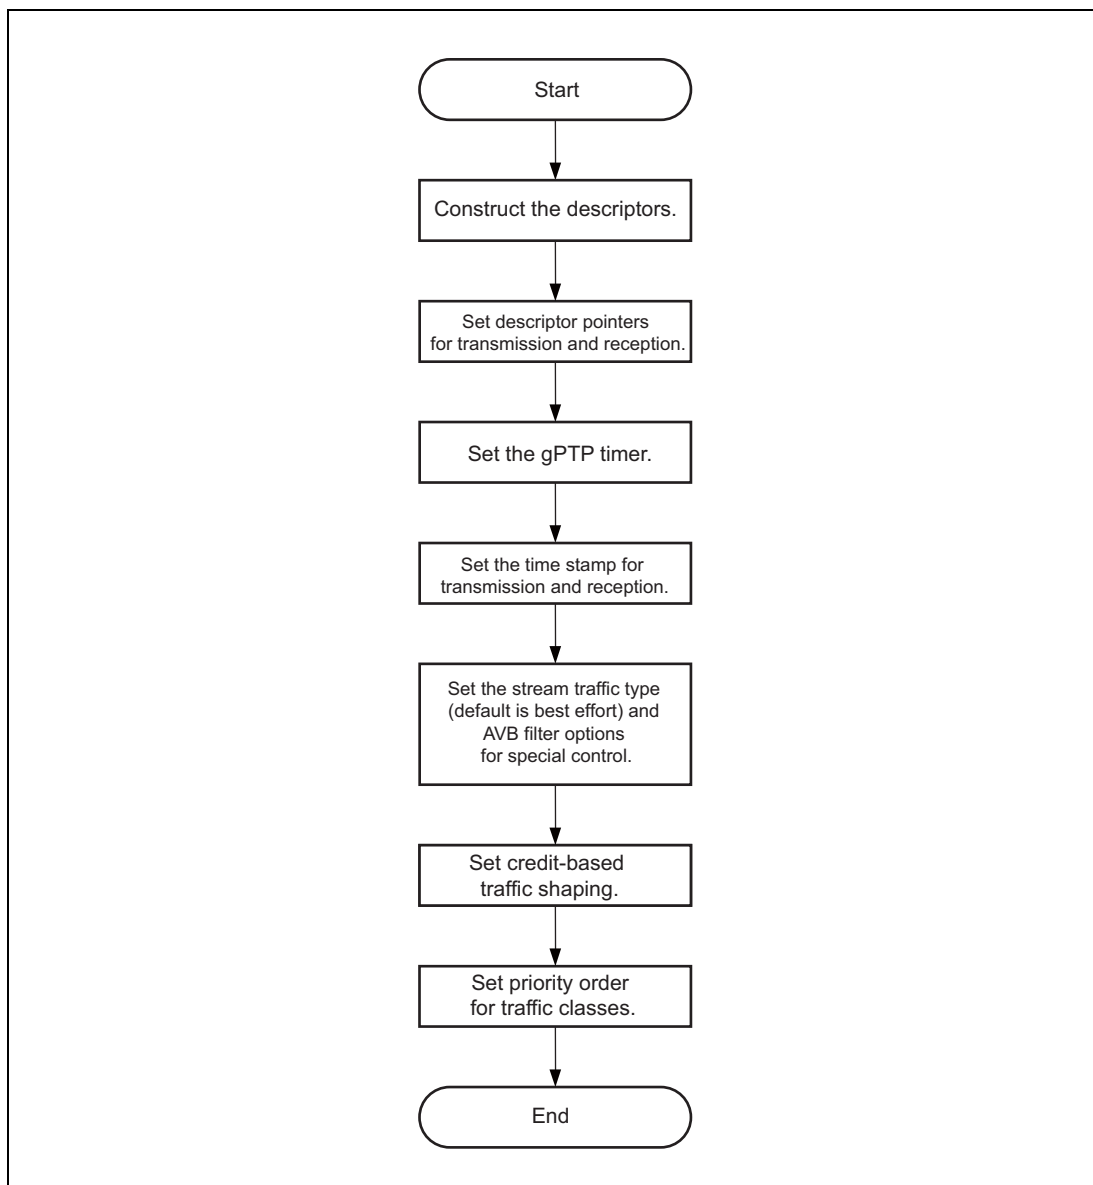 Start
Construct the descriptors.
Set descriptor pointers
for transmission and reception.
Set the gPTP timer.
Set the time stamp for
transmission and reception.
Set the stream traffic type
(default is best effort) and
AVB filter options
for special control.
Set credit-based
traffic shaping.
Set priority order
for traffic classes.
End